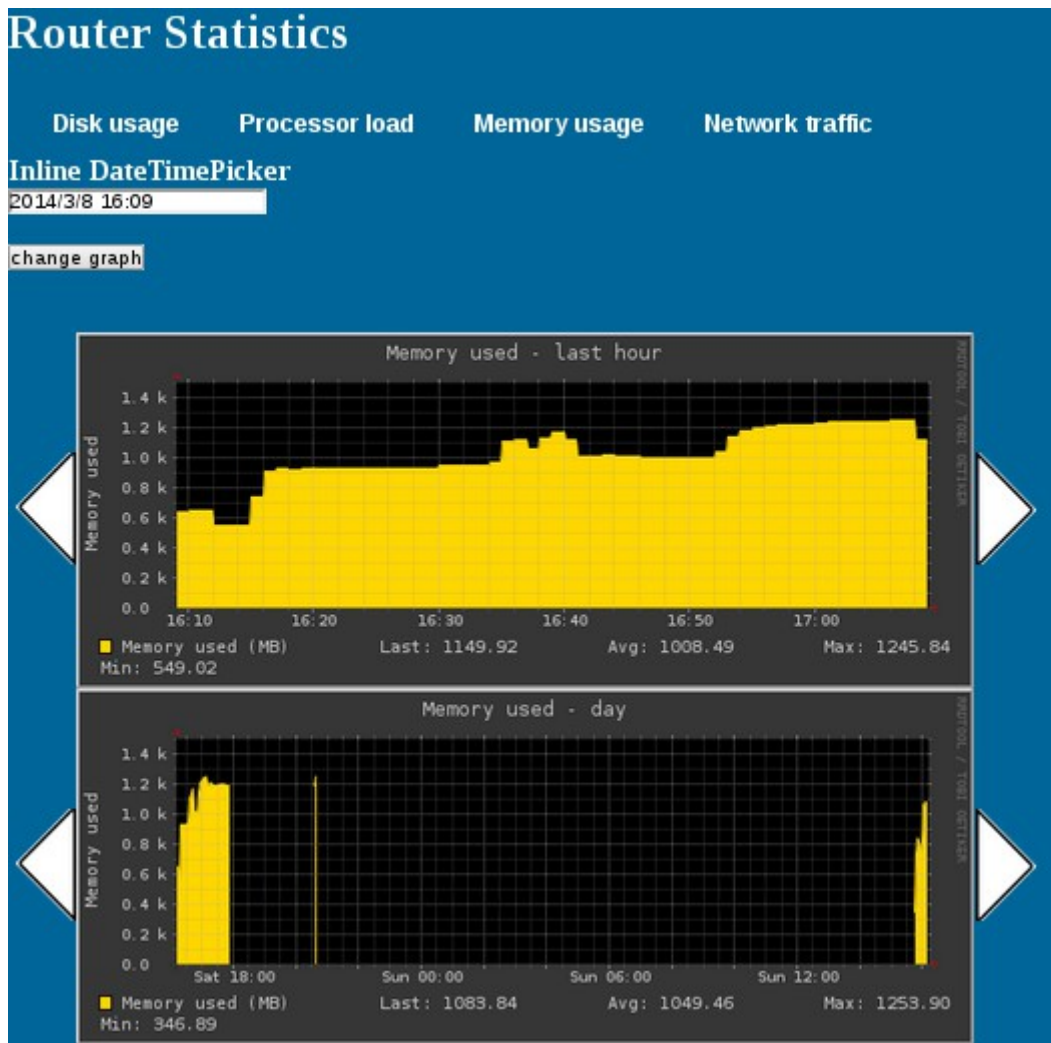 Router Statistics
Disk usage Processor load Memory usage Network traffic
Inline DateTimePicker
2014/3/8 16:09
change graph
Memory used - last hour
RRDTOOL / TOBI OETIKER
Memory used
1.4 k
1.2 k
1.0 k
0.8 k
0.6 k
0.4 k
0.2 k
0.0
16:10 16:20 16:30 16:40 16:50 17:00
Memory used (MB) Last: 1149.92 Avg: 1008.49 Max: 1245.84
Min: 549.02
Memory used - day
RRDTOOL / TOBI OETIKER
Memory used
1.4 k
1.2 k
1.0 k
0.8 k
0.6 k
0.4 k
0.2 k
0.0
Sat 18:00 Sun 00:00 Sun 06:00 Sun 12:00
Memory used (MB) Last: 1083.84 Avg: 1049.46 Max: 1253.90
Min: 346.89